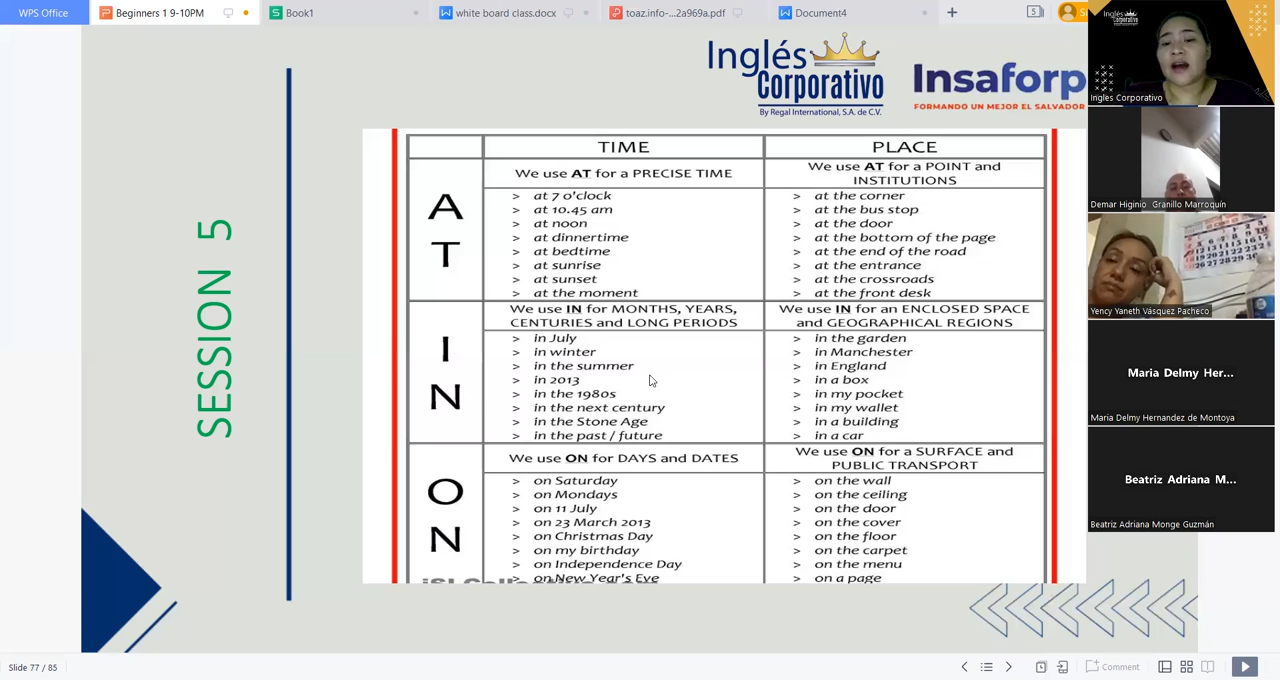 WPS Office
Beginners 1 9-10PM
Book1
white board class.docx
toaz.info-...2a969a.pdf
Document4
5
Inglés
Corporativo
By Regal International, S.A. de C.V.
Insaforp
FORMANDO UN MEJOR EL SALVADOR
SESSION 5
TIME
PLACE
AT
We use AT for a PRECISE TIME
> at 7 o'clock
> at 10.45 am
> at noon
> at dinnertime
> at bedtime
> at sunrise
> at sunset
> at the moment
We use AT for a POINT and
INSTITUTIONS
> at the corner
> at the bus stop
> at the door
> at the bottom of the page
> at the end of the road
> at the entrance
> at the crossroads
> at the front desk
IN
We use IN for MONTHS, YEARS,
CENTURIES and LONG PERIODS
> in July
> in winter
> in the summer
> in 2013
> in the 1980s
> in the next century
> in the Stone Age
> in the past / future
We use IN for an ENCLOSED SPACE
and GEOGRAPHICAL REGIONS
> in the garden
> in Manchester
> in England
> in a box
> in my pocket
> in my wallet
> in a building
> in a car
ON
We use ON for DAYS and DATES
> on Saturday
> on Mondays
> on 11 July
> on 23 March 2013
> on Christmas Day
> on my birthday
> on Independence Day
> on New Year's Eve
We use ON for a SURFACE and
PUBLIC TRANSPORT
> on the wall
> on the ceiling
> on the door
> on the cover
> on the floor
> on the carpet
> on the menu
> on a page
Inglés
Corporativo
Ingles Corporativo
Demar Higinio Granillo Marroquín
Yency Yaneth Vásquez Pacheco
Maria Delmy Her...
Maria Delmy Hernandez de Montoya
Beatriz Adriana M...
Beatriz Adriana Monge Guzmán
Slide 77 / 85
Comment